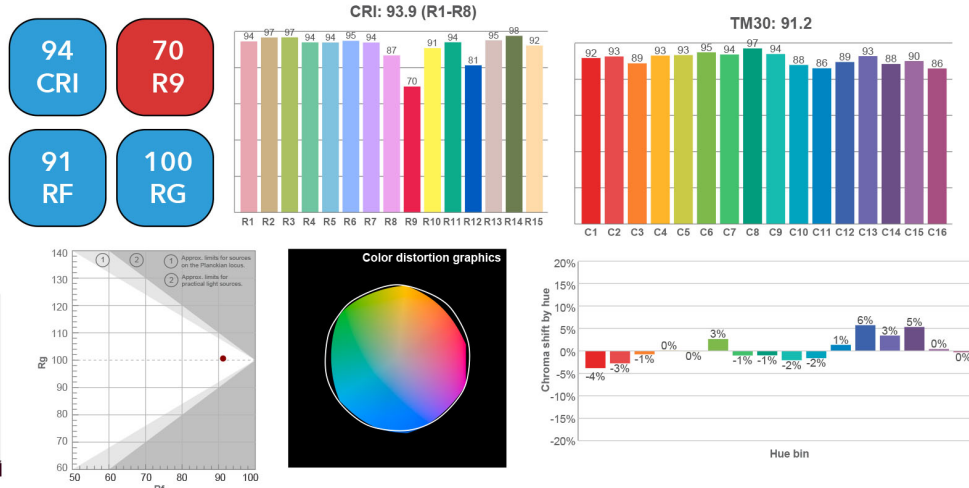 94
CRI
70
R9
91
RF
100
RG
CRI: 93.9 (R1-R8)
94 97 97 94 94 95 94 87 70 91 94 81 95 98 92
R1 R2 R3 R4 R5 R6 R7 R8 R9 R10 R11 R12 R13 R14 R15
TM30: 91.2
92 93 89 93 93 95 94 97 94 88 86 89 93 88 90 86
C1 C2 C3 C4 C5 C6 C7 C8 C9 C10 C11 C12 C13 C14 C15 C16
140
130
120
110
100
90
80
70
60
Rg
1
2
1 Approx. limits for sources
on the Planckian locus.
2 Approx. limits for
practical light sources.
50 60 70 80 90 100
Rf
Color distortion graphics
Chroma shift by hue
20%
15%
10%
5%
0%
-5%
-10%
-15%
-20%
-4% -3% -1% 0% 0% 3% -1% -1% -2% -2% 1% 6% 3% 5% 0% 0%
Hue bin